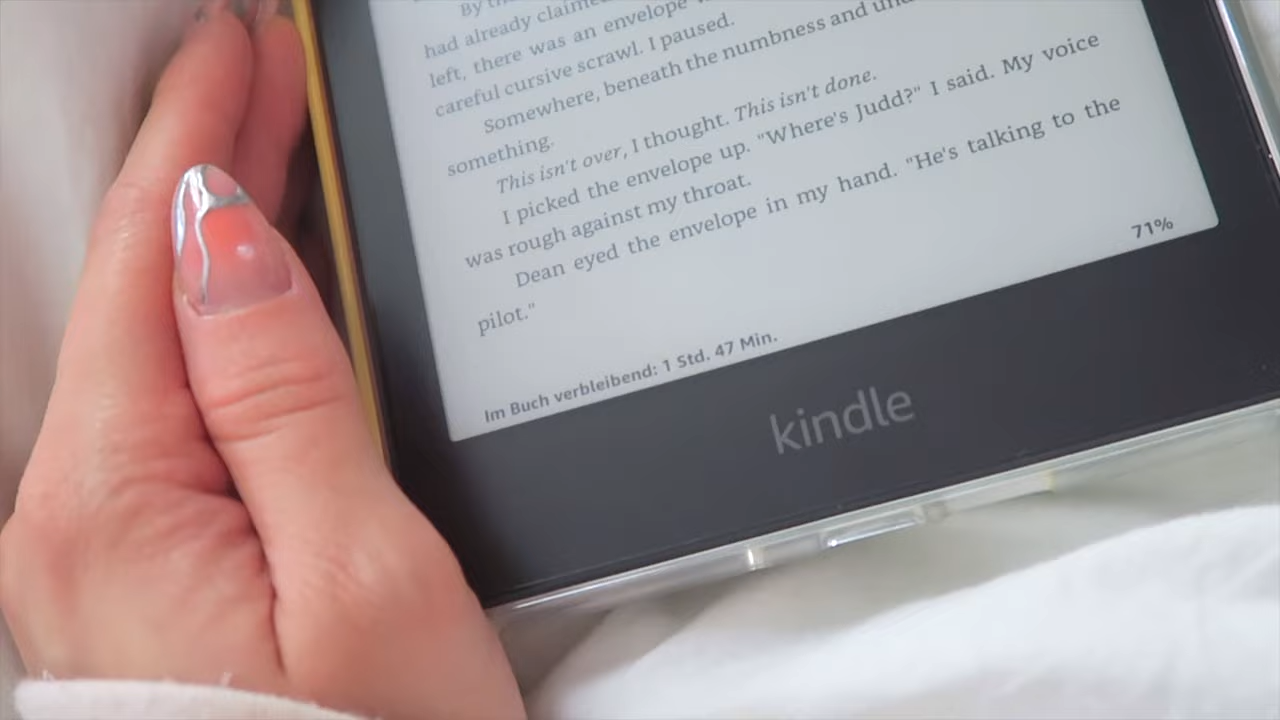 By
had already claimed
left, there was an envelope
careful cursive scrawl. I paused.
Somewhere, beneath the numbness and
something.
This isn't over, I thought. This isn't done.
I picked the envelope up. "Where's Judd?" I said. My voice
was rough against my throat.
Dean eyed the envelope in my hand. "He's talking to the
pilot."
Im Buch verbleibend: 1 Std. 47 Min.
71%
kindle